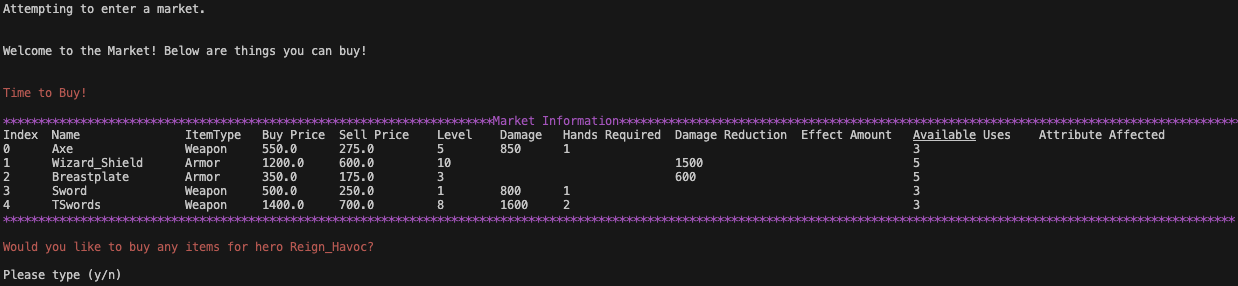 Attempting to enter a market.
Welcome to the Market! Below are things you can buy!
Time to Buy!
**********************************************************************Market Information****************************************************************************************
Index  Name               ItemType   Buy Price  Sell Price    Level    Damage   Hands Required  Damage Reduction  Effect Amount   Available Uses    Attribute Affected
0      Axe                Weapon     550.0      275.0         5        850      1                                                 3
1      Wizard_Shield      Armor      1200.0     600.0         10                                1500                              5
2      Breastplate        Armor      350.0      175.0         3                                 600                               5
3      Sword              Weapon     500.0      250.0         1        800      1                                                 3
4      TSwords            Weapon     1400.0     700.0         8        1600     2                                                 3
********************************************************************************************************************************************************************************
Would you like to buy any items for hero Reign_Havoc?
Please type (y/n)